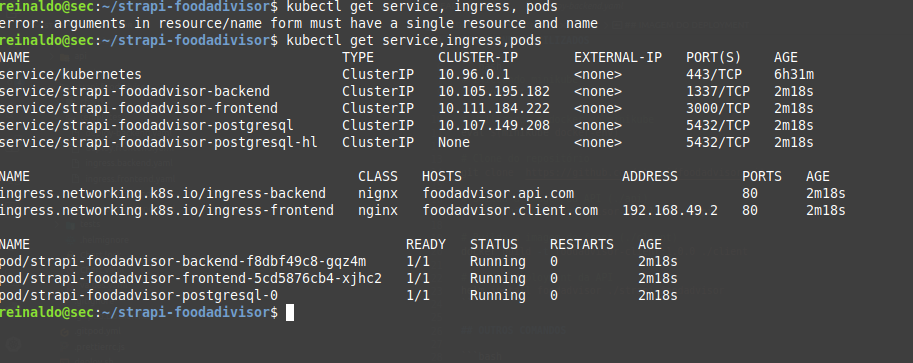 reinaldo@sec:~/strapi-foodadivisor$ kubectl get service, ingress, pods
error: arguments in resource/name form must have a single resource and name
reinaldo@sec:~/strapi-foodadivisor$ kubectl get service,ingress,pods
NAME TYPE CLUSTER-IP EXTERNAL-IP PORT(S) AGE
service/kubernetes ClusterIP 10.96.0.1 <none> 443/TCP 6h31m
service/strapi-foodadvisor-backend ClusterIP 10.105.195.182 <none> 1337/TCP 2m18s
service/strapi-foodadvisor-frontend ClusterIP 10.111.184.222 <none> 3000/TCP 2m18s
service/strapi-foodadvisor-postgresql ClusterIP 10.107.149.208 <none> 5432/TCP 2m18s
service/strapi-foodadvisor-postgresql-hl ClusterIP None <none> 5432/TCP 2m18s
NAME CLASS HOSTS ADDRESS PORTS AGE
ingress.networking.k8s.io/ingress-backend nignx foodadvisor.api.com 80 2m18s
ingress.networking.k8s.io/ingress-frontend nginx foodadvisor.client.com 192.168.49.2 80 2m18s
NAME READY STATUS RESTARTS AGE
pod/strapi-foodadvisor-backend-f8dbf49c8-gqz4m 1/1 Running 0 2m18s
pod/strapi-foodadvisor-frontend-5cd5876cb4-xjhc2 1/1 Running 0 2m18s
pod/strapi-foodadvisor-postgresql-0 1/1 Running 0 2m18s
reinaldo@sec:~/strapi-foodadivisor$